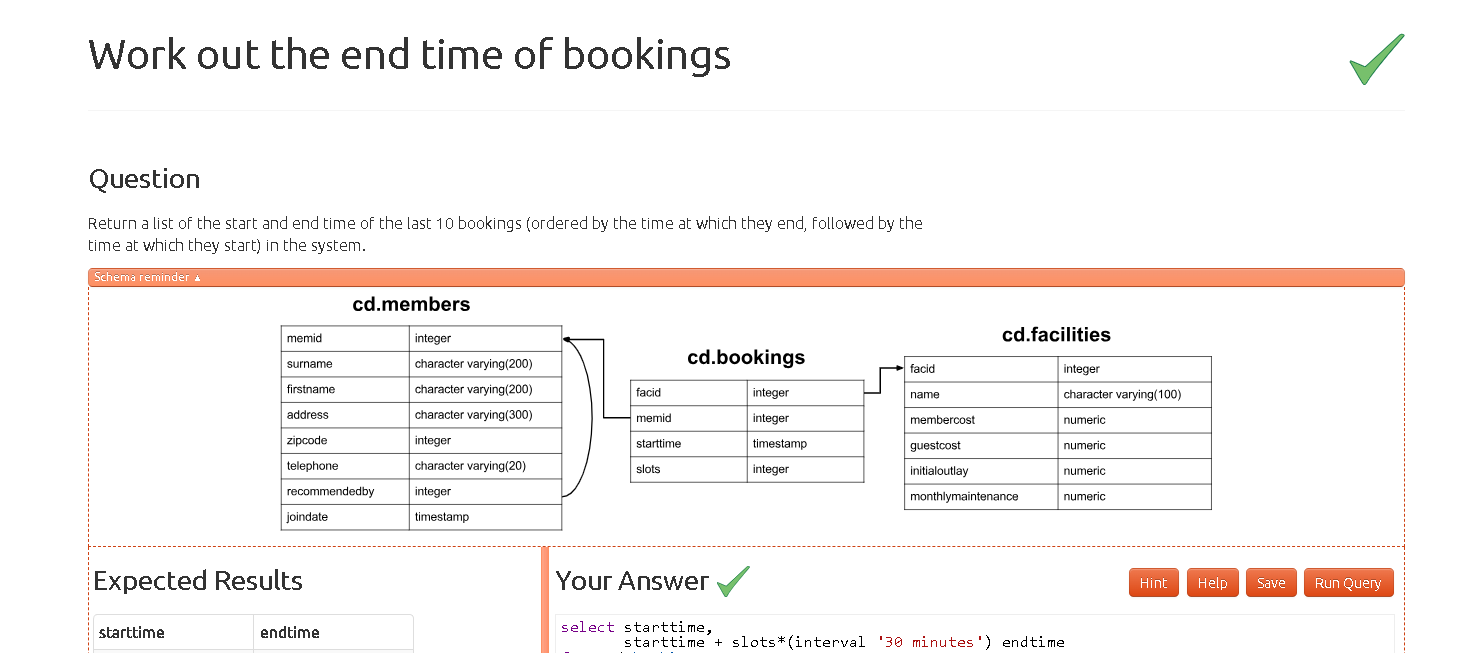 Work out the end time of bookings
Question
Return a list of the start and end time of the last 10 bookings (ordered by the time at which they end, followed by the
time at which they start) in the system.
Schema reminder ▲
cd.members
memid integer
surname character varying(200)
firstname character varying(200)
address character varying(300)
zipcode integer
telephone character varying(20)
recommendedby integer
joindate timestamp
cd.bookings
facid integer
memid integer
starttime timestamp
slots integer
cd.facilities
facid integer
name character varying(100)
membercost numeric
guestcost numeric
initialoutlay numeric
monthlymaintenance numeric
Expected Results
starttime endtime
Your Answer
Hint Help Save Run Query
select starttime,
starttime + slots*(interval '30 minutes') endtime